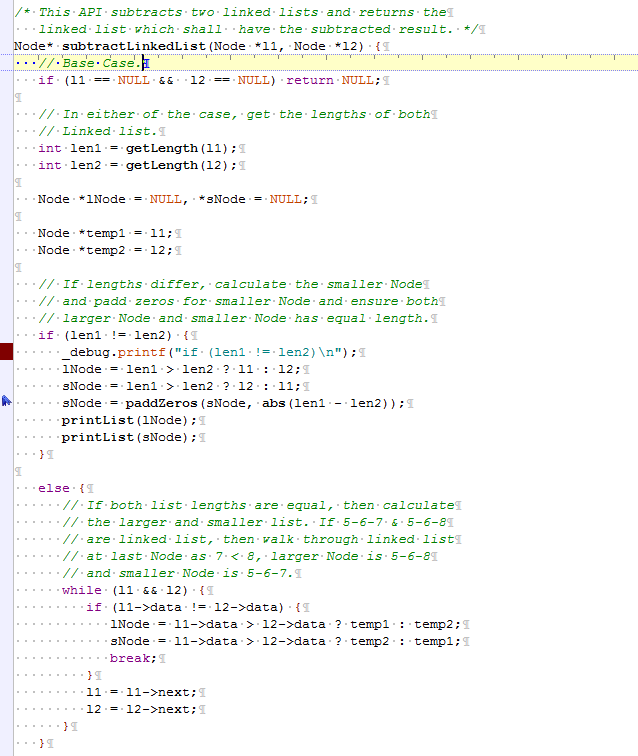 /* This API subtracts two linked lists and returns the
linked list which shall  have the subtracted result. */
Node* subtractLinkedList(Node *l1, Node *l2) {
// Base Case.
if (l1 == NULL &&  l2 == NULL) return NULL;
// In either of the case, get the lengths of both
// Linked list.
int len1 = getLength(l1);
int len2 = getLength(l2);
Node *lNode = NULL, *sNode = NULL;
Node *temp1 = l1;
Node *temp2 = l2;
// If lengths differ, calculate the smaller Node
// and padd zeros for smaller Node and ensure both
// larger Node and smaller Node has equal length.
if (len1 != len2) {
_debug.printf("if (len1 != len2)\n");
lNode = len1 > len2 ? l1 : l2;
sNode = len1 > len2 ? l2 : l1;
sNode = paddZeros(sNode, abs(len1 - len2));
printList(lNode);
printList(sNode);
}
else {
// If both list lengths are equal, then calculate
// the larger and smaller list. If 5-6-7 & 5-6-8
// are linked list, then walk through linked list
// at last Node as 7 < 8, larger Node is 5-6-8
// and smaller Node is 5-6-7.
while (l1 && l2) {
if (l1->data != l2->data) {
lNode = l1->data > l2->data ? temp1 : temp2;
sNode = l1->data > l2->data ? temp2 : temp1;
break;
}
l1 = l1->next;
l2 = l2->next;
}
}